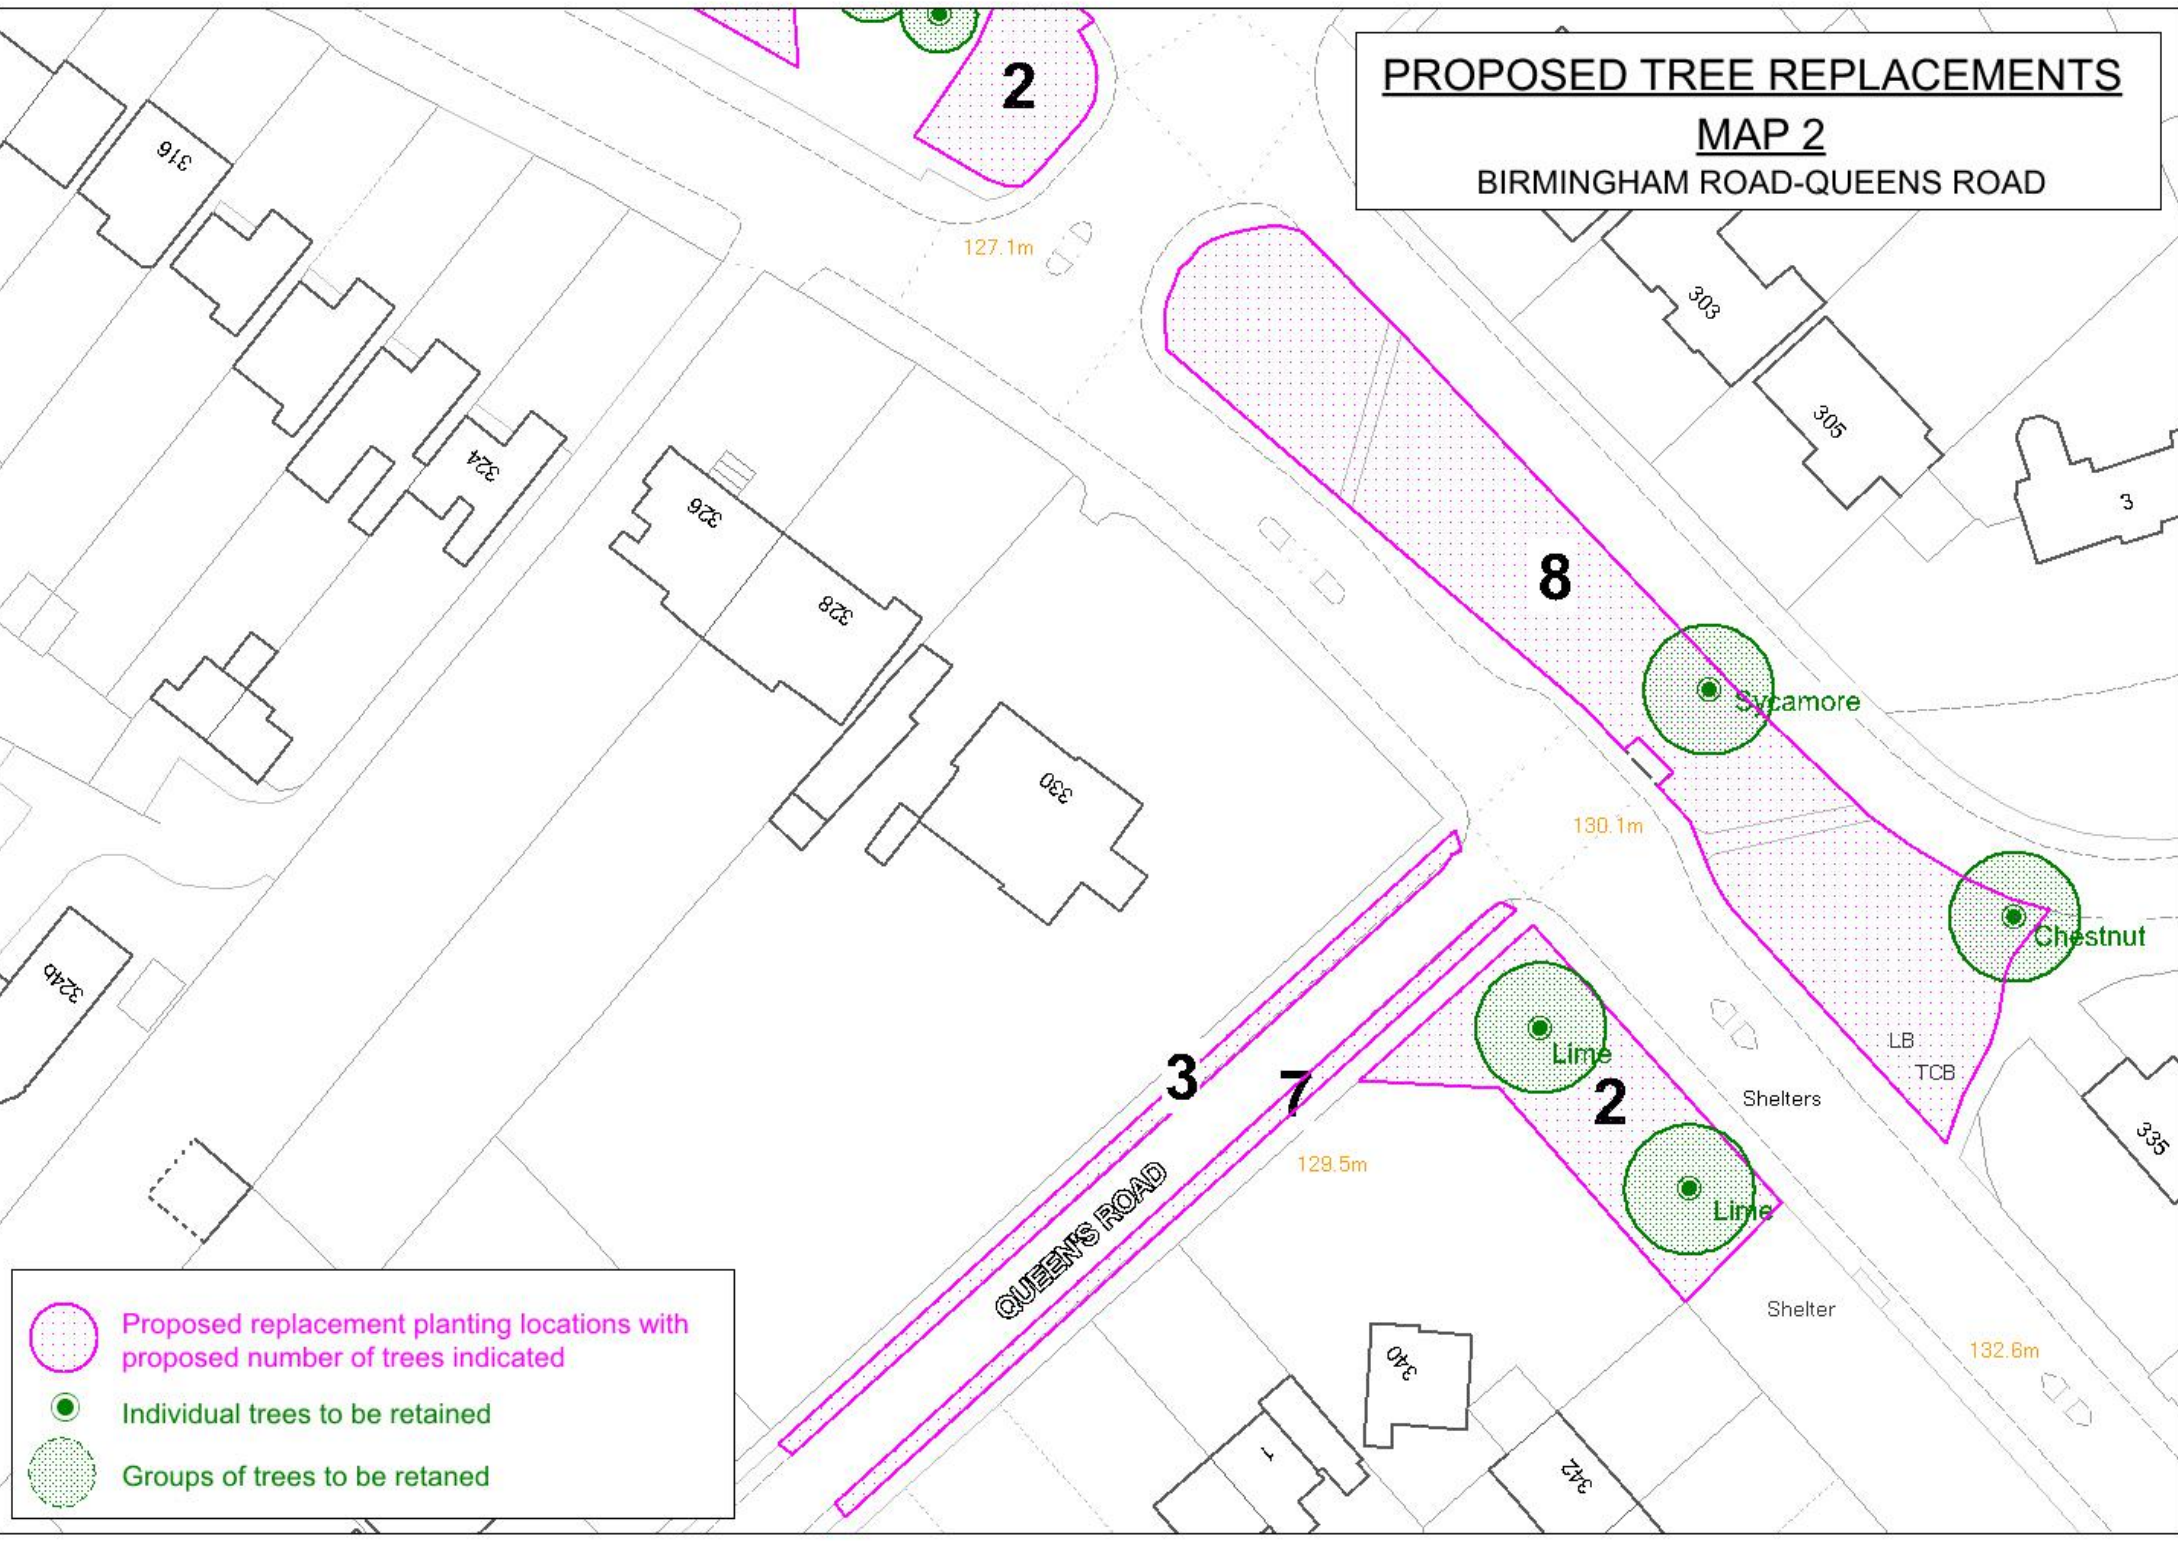 2
PROPOSED TREE REPLACEMENTS
MAP 2
BIRMINGHAM ROAD-QUEENS ROAD
316
127.1m
303
305
324
3
326
8
328
Sycamore
330
130.1m
Chestnut
324b
LB
Lime
TCB
3
7
2
Shelters
335
129.5m
Lime
QUEEN'S ROAD
Shelter
132.6m
340
1
342
Proposed replacement planting locations with
proposed number of trees indicated
Individual trees to be retained
Groups of trees to be retaned